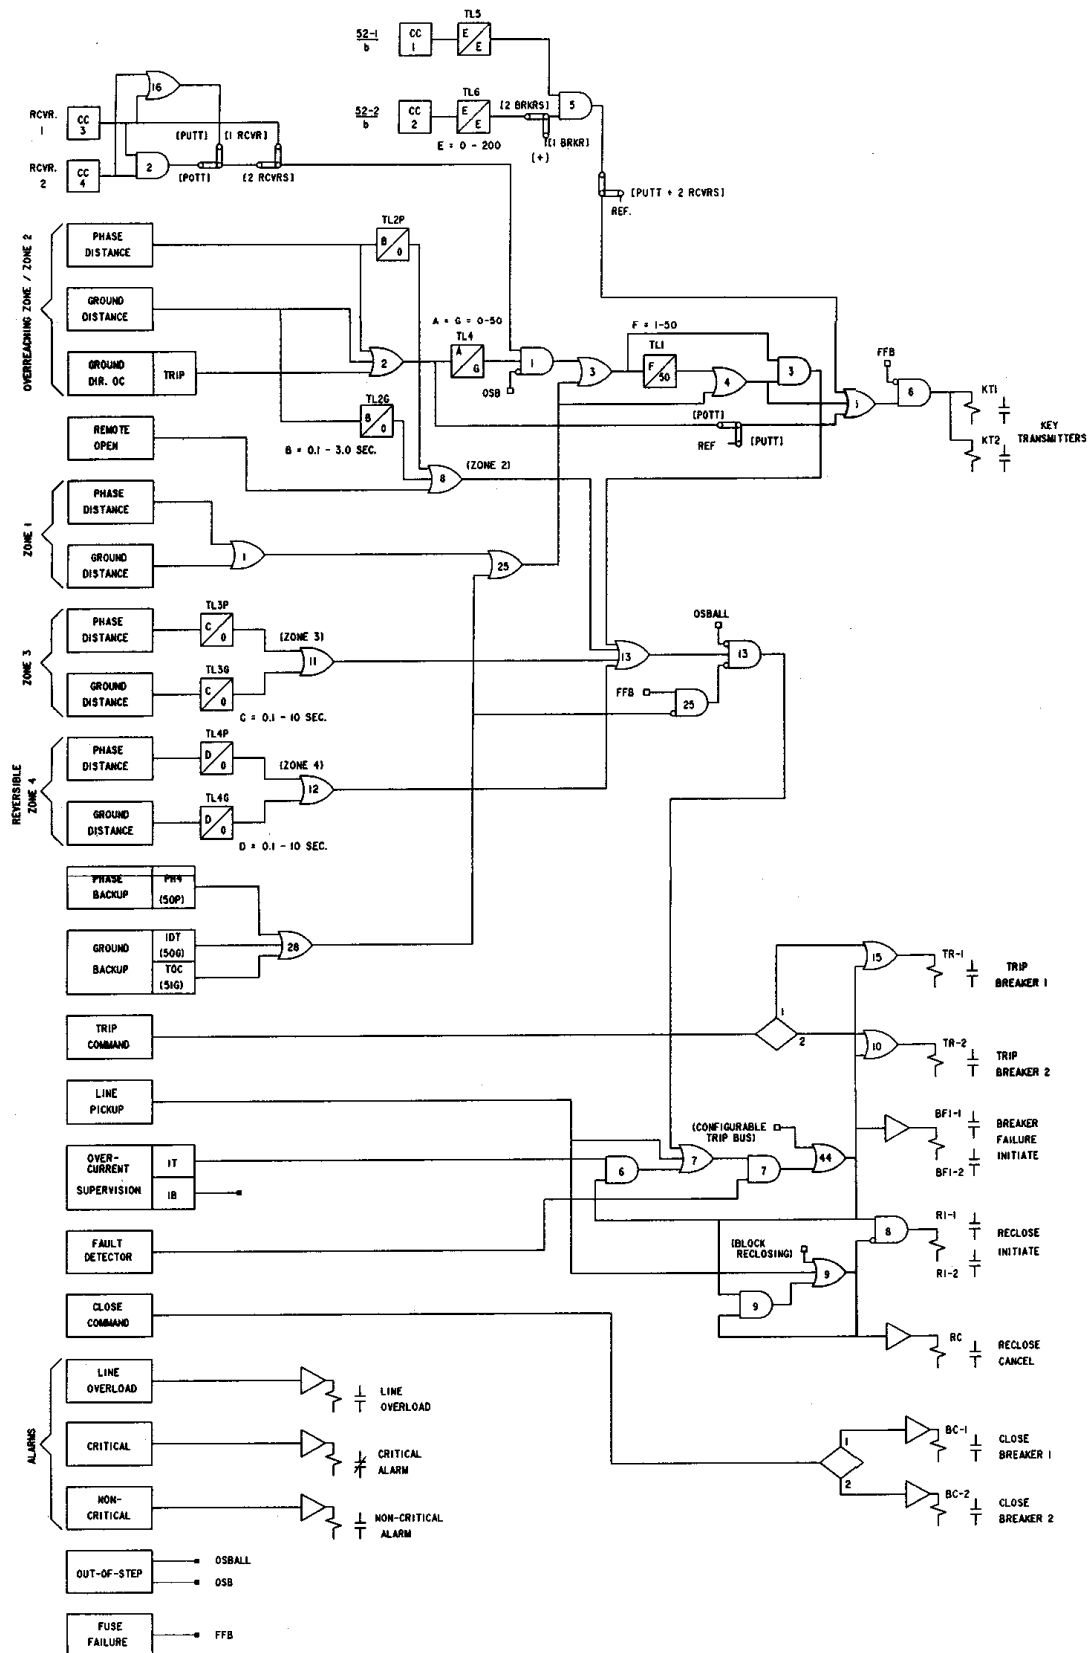 52-1
b
CC
1
TL5
E
E
52-2
b
CC
2
TL6
E
E
E = 0 - 200
[2 BRKRS]
[1 BRKR]
(+)
5
[PUTT + 2 RCVRS]
REF.
RCVR.
1
CC
3
RCVR.
2
CC
4
16
2
[PUTT]
[1 RCVR]
[POTT]
[2 RCVRS]
OVERREACHING ZONE / ZONE 2
PHASE
DISTANCE
GROUND
DISTANCE
GROUND
DIR. OC
TRIP
TL2P
B
0
2
TL2G
B
0
B = 0.1 - 3.0 SEC.
A = G = 0-50
TL4
A
G
OSB
1
3
F = 1-50
TL1
F
50
4
3
[POTT]
REF
[PUTT]
1
FFB
6
KT1
KT2
KEY
TRANSMITTERS
REMOTE
OPEN
8
(ZONE 2)
ZONE 1
PHASE
DISTANCE
GROUND
DISTANCE
1
25
ZONE 3
PHASE
DISTANCE
GROUND
DISTANCE
TL3P
C
0
TL3G
C
0
C = 0.1 - 10 SEC.
(ZONE 3)
11
13
OSBALL
13
FFB
25
REVERSIBLE
ZONE 4
PHASE
DISTANCE
GROUND
DISTANCE
TL4P
D
0
TL4G
D
0
D = 0.1 - 10 SEC.
(ZONE 4)
12
PHASE
BACKUP
PH4
(50P)
GROUND
BACKUP
IDT
(50G)
TOC
(51G)
28
TRIP
COMMAND
1
2
15
TR-1
TRIP
BREAKER 1
10
TR-2
TRIP
BREAKER 2
LINE
PICKUP
(CONFIGURABLE
TRIP BUS)
BFI-1
BFI-2
BREAKER
FAILURE
INITIATE
OVER-
CURRENT
SUPERVISION
IT
IB
6
7
7
44
FAULT
DETECTOR
(BLOCK
RECLOSING)
9
9
8
RI-1
RI-2
RECLOSE
INITIATE
CLOSE
COMMAND
RC
RECLOSE
CANCEL
ALARMS
LINE
OVERLOAD
LINE
OVERLOAD
CRITICAL
CRITICAL
ALARM
NON-
CRITICAL
NON-CRITICAL
ALARM
1
2
BC-1
CLOSE
BREAKER 1
BC-2
CLOSE
BREAKER 2
OUT-OF-STEP
OSBALL
OSB
FUSE
FAILURE
FFB